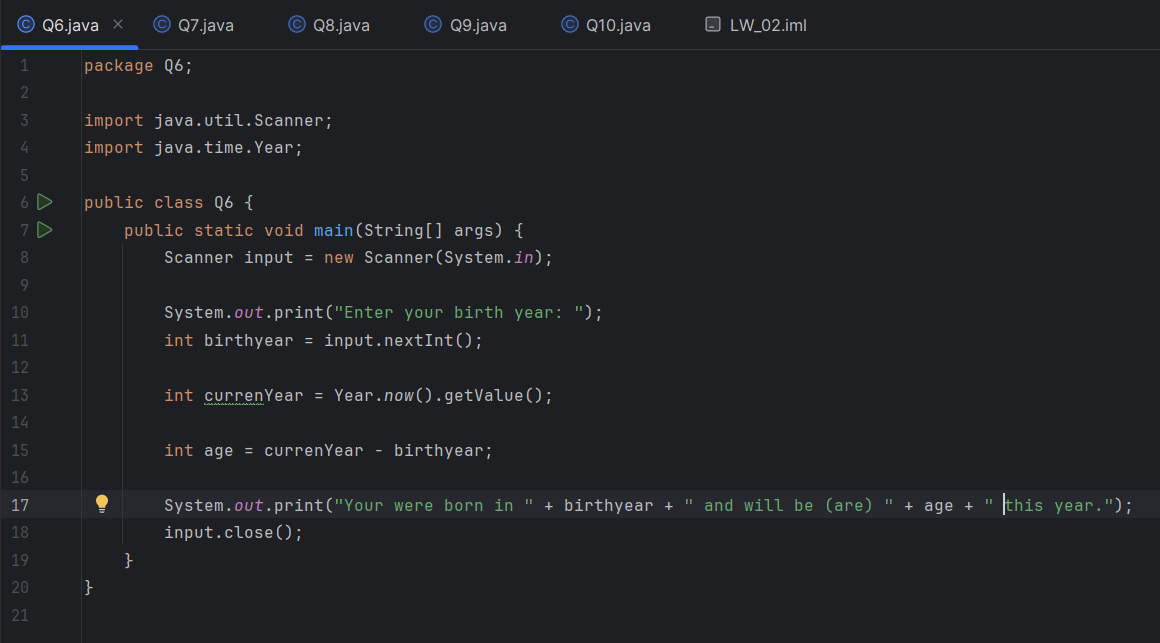 Q6.java Q7.java Q8.java Q9.java Q10.java LW_02.iml
1 package Q6;
2
3 import java.util.Scanner;
4 import java.time.Year;
5
6 public class Q6 {
7 public static void main(String[] args) {
8 Scanner input = new Scanner(System.in);
9
10 System.out.print("Enter your birth year: ");
11 int birthyear = input.nextInt();
12
13 int currenYear = Year.now().getValue();
14
15 int age = currenYear - birthyear;
16
17 System.out.print("Your were born in " + birthyear + " and will be (are) " + age + " this year.");
18 input.close();
19 }
20 }
21